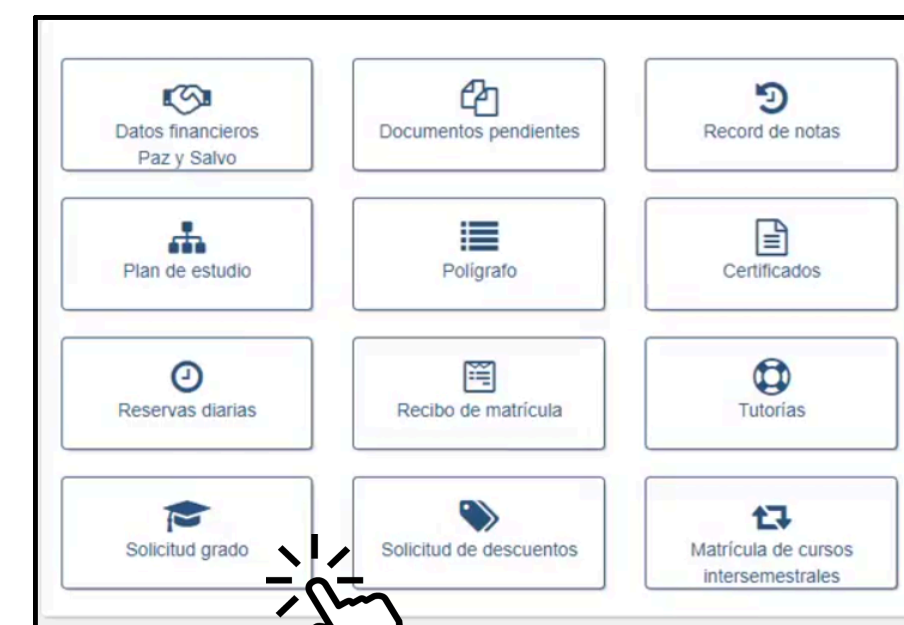 Datos financieros
Paz y Salvo
Documentos pendientes
Record de notas
Plan de estudio
Polígrafo
Certificados
Reservas diarias
Recibo de matrícula
Tutorías
Solicitud grado
Solicitud de descuentos
Matrícula de cursos
intersemestrales